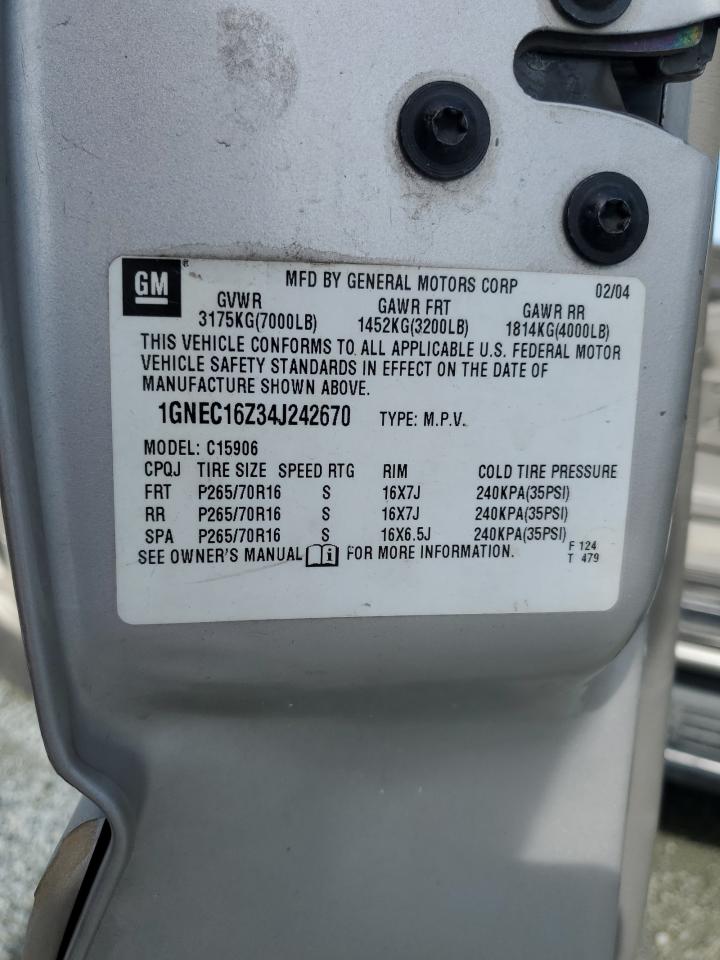 GM ®
MFD BY GENERAL MOTORS CORP 02/04
GVWR GAWR FRT GAWR RR
3175KG(7000LB) 1452KG(3200LB) 1814KG(4000LB)
THIS VEHICLE CONFORMS TO ALL APPLICABLE U.S. FEDERAL MOTOR
VEHICLE SAFETY STANDARDS IN EFFECT ON THE DATE OF
MANUFACTURE SHOWN ABOVE.
1GNEC16Z34J242670 TYPE: M.P.V.
MODEL: C15906
CPQJ TIRE SIZE SPEED RTG RIM COLD TIRE PRESSURE
FRT P265/70R16 S 16X7J 240KPA(35PSI)
RR P265/70R16 S 16X7J 240KPA(35PSI)
SPA P265/70R16 S 16X6.5J 240KPA(35PSI)
SEE OWNER'S MANUAL i FOR MORE INFORMATION. F 124
T 479